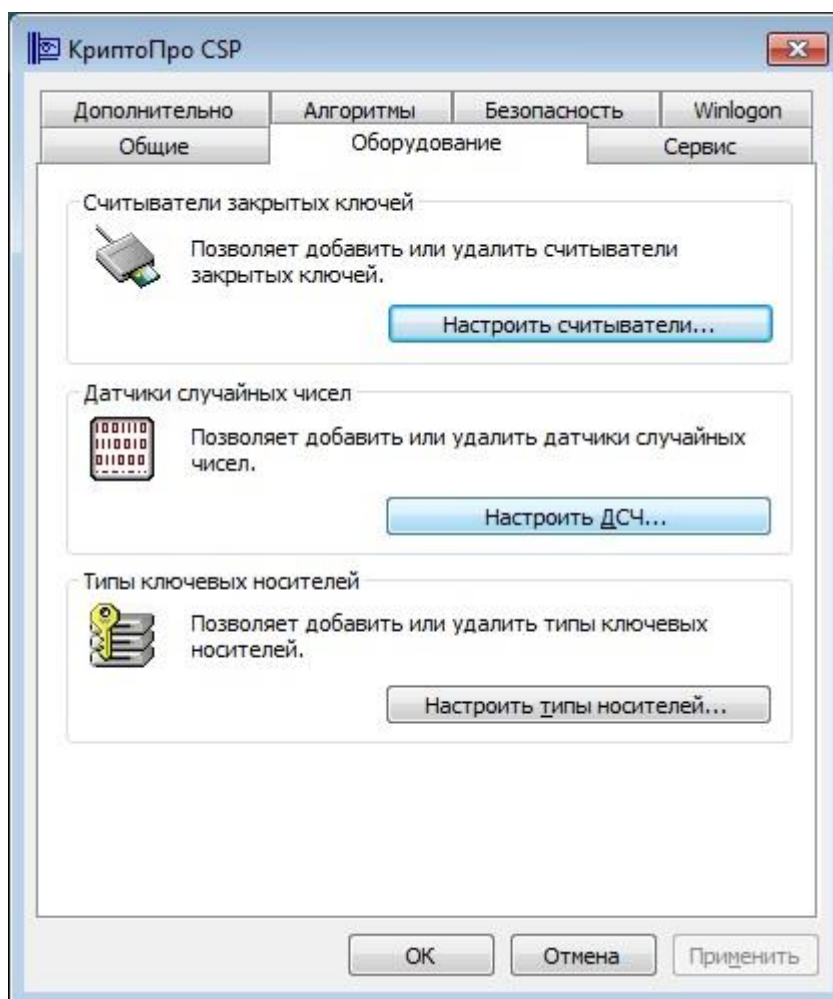 КриптоПро CSP
Дополнительно
Алгоритмы
Безопасность
Winlogon
Общие
Оборудование
Сервис
Считыватели закрытых ключей
Позволяет добавить или удалить считыватели
закрытых ключей.
Настроить считыватели...
Датчики случайных чисел
Позволяет добавить или удалить датчики случайных
чисел.
Настроить ДСЧ...
Типы ключевых носителей
Позволяет добавить или удалить типы ключевых
носителей.
Настроить типы носителей...
ОК
Отмена
Применить